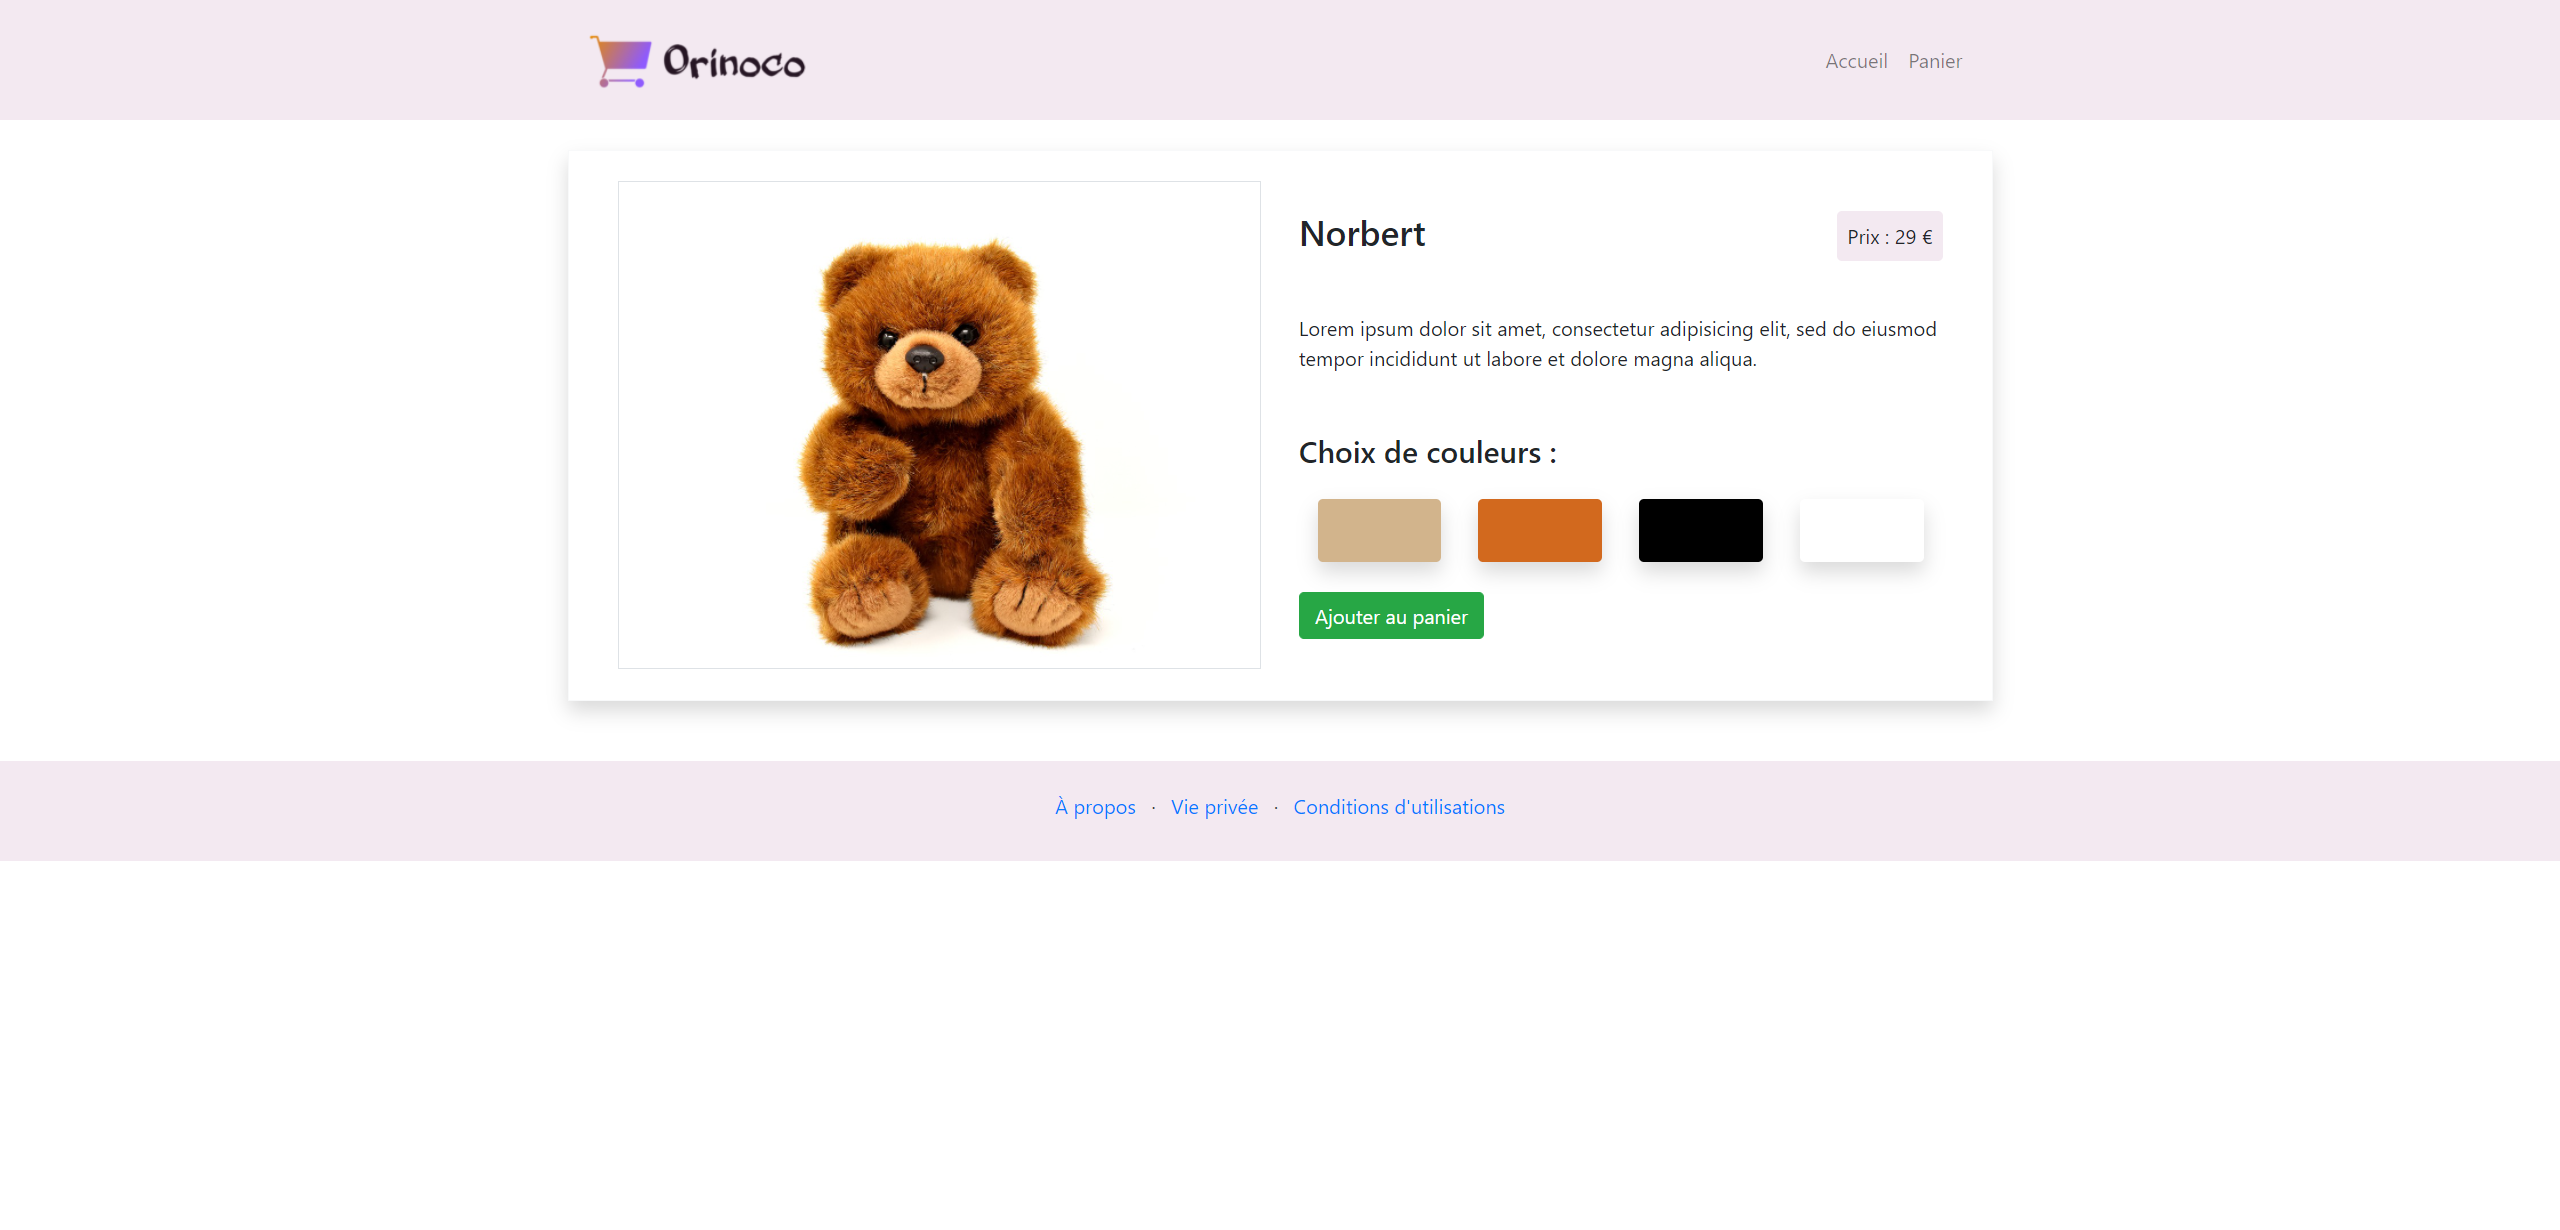 Orinoco
Accueil Panier
Norbert
Prix : 29 €
Lorem ipsum dolor sit amet, consectetur adipisicing elit, sed do eiusmod
tempor incididunt ut labore et dolore magna aliqua.
Choix de couleurs :
Ajouter au panier
À propos · Vie privée · Conditions d'utilisations